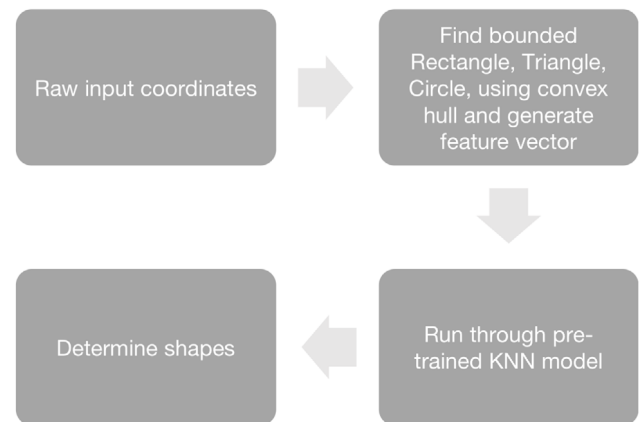 Raw input coordinates
Find bounded
Rectangle, Triangle,
Circle, using convex
hull and generate
feature vector
Run through pre-
trained KNN model
Determine shapes